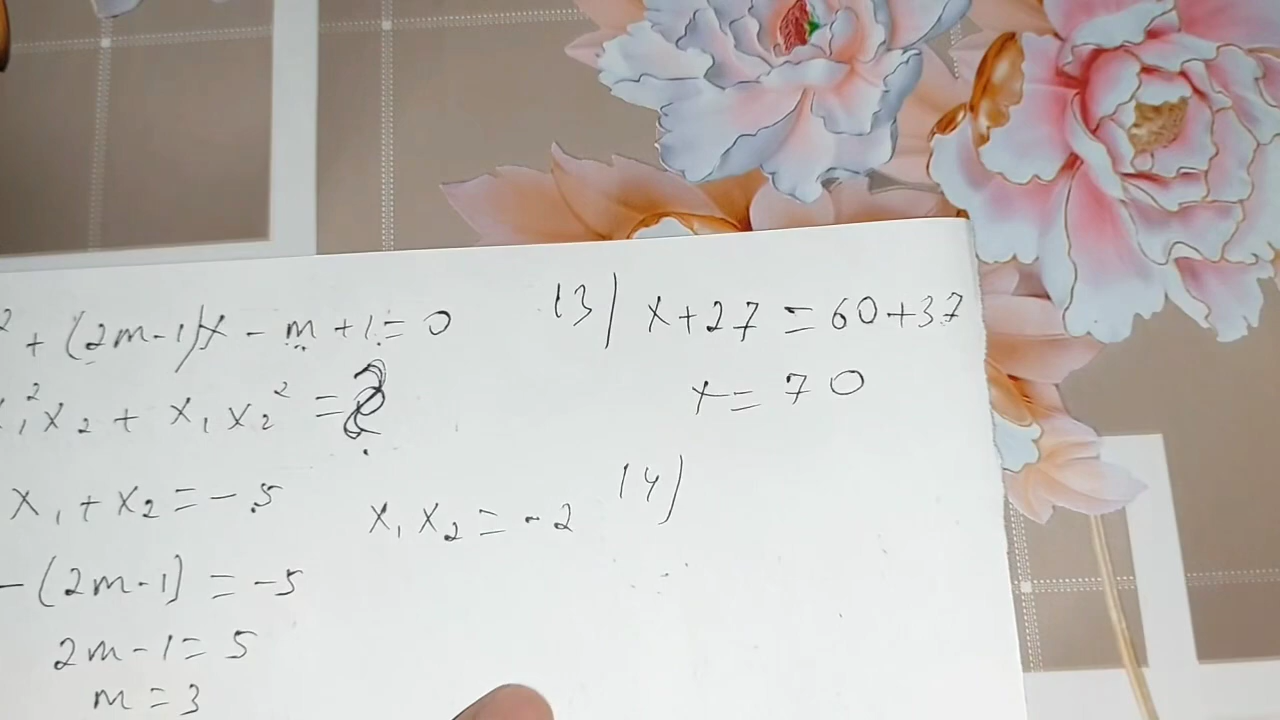 ² + (2m-1)x - m + 1 = 0
x₁²x₂ + x₁x₂² =
x₁ + x₂ = -5
x₁x₂ = -2
-(2m-1) = -5
2m-1 = 5
m = 3
13) x+27 = 60+37
x = 70
14)